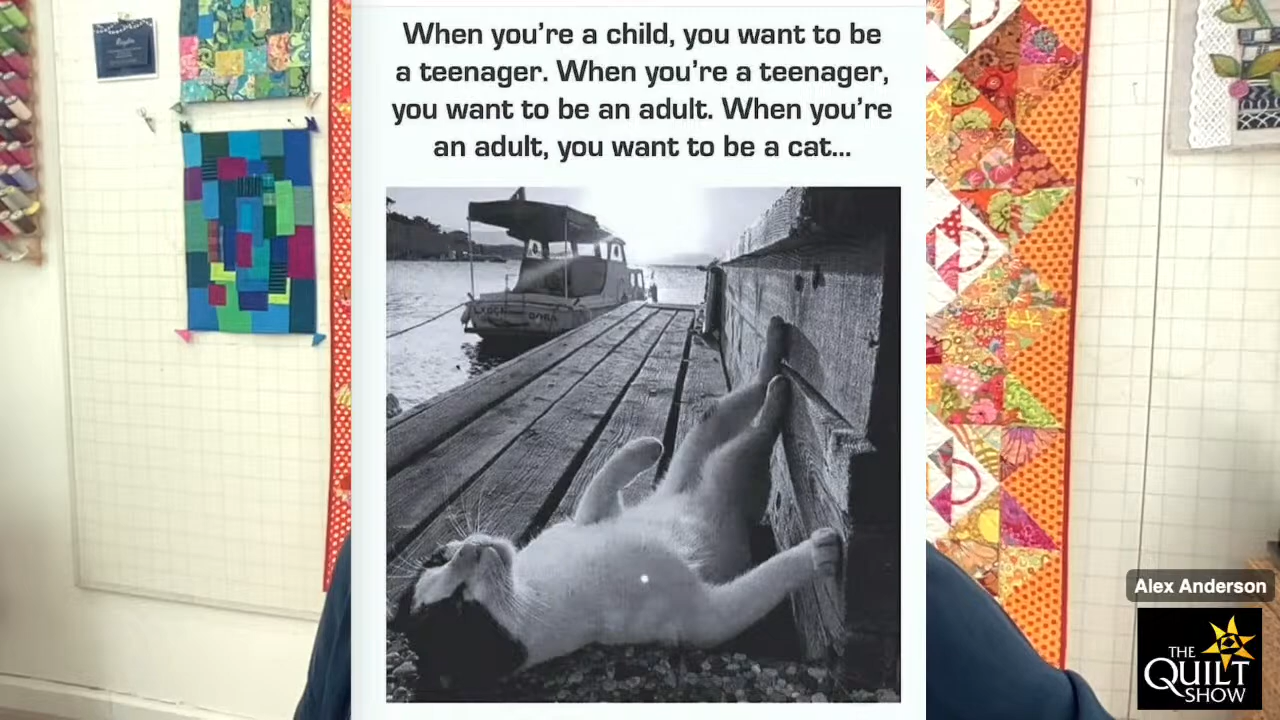 When you're a child, you want to be
a teenager. When you're a teenager,
you want to be an adult. When you're
an adult, you want to be a cat...
Alex Anderson
THE
QUILT
SHOW